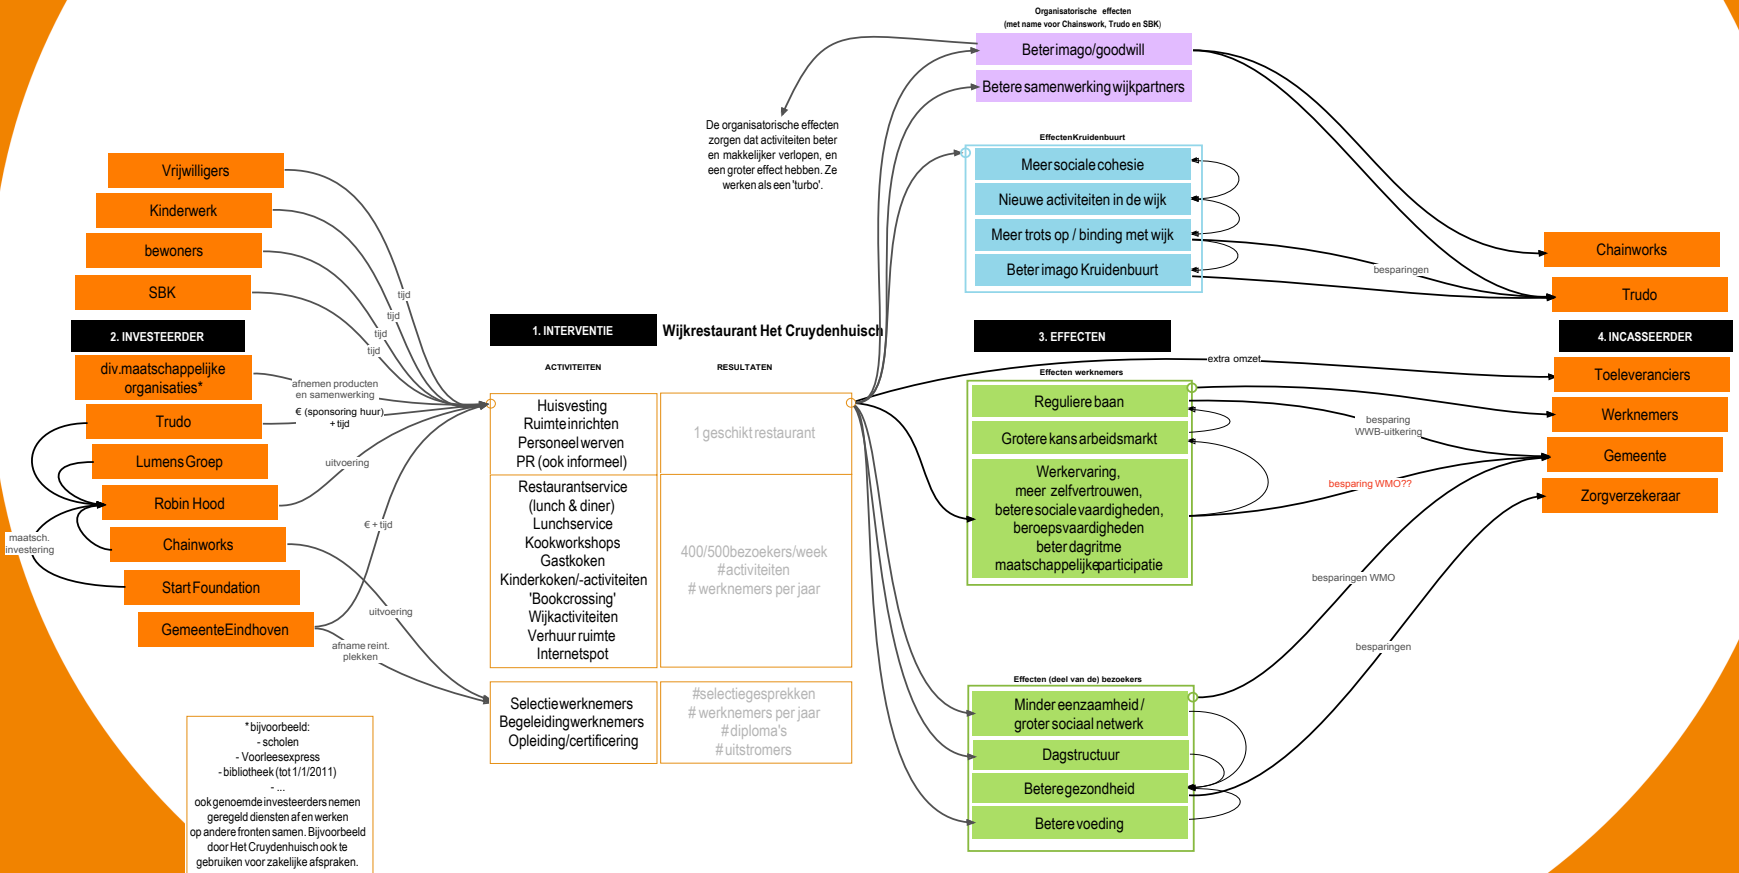 Organisatorische effecten
(met name voor Chainswork, Trudo en SBK)
Beter imago/goodwill
Betere samenwerking wijkpartners
De organisatorische effecten
zorgen dat activiteiten beter
en makkelijker verlopen, en
een groter effect hebben. Ze
werken als een 'turbo'.
Effecten Kruidenbuurt
Meer sociale cohesie
Nieuwe activiteiten in de wijk
Meer trots op / binding met wijk
Beter imago Kruidenbuurt
besparingen
Vrijwilligers
Kinderwerk
bewoners
SBK
tijd
tijd
tijd
tijd
2. INVESTEERDER
div.maatschappelijke
organisaties*
afnemen producten
en samenwerking
Trudo
€ (sponsoring huur)
+ tijd
Lumens Groep
uitvoering
Robin Hood
€ + tijd
maatsch.
investering
Chainworks
Start Foundation
uitvoering
Gemeente Eindhoven
afname reint.
plekken
* bijvoorbeeld:
- scholen
- Voorleesexpress
- bibliotheek (tot 1/1/2011)
- ...
ook genoemde investeerders nemen
geregeld diensten af en werken
op andere fronten samen. Bijvoorbeeld
door Het Cruydenhuisch ook te
gebruiken voor zakelijke afspraken.
1. INTERVENTIE
Wijkrestaurant Het Cruydenhuisch
ACTIVITEITEN
RESULTATEN
Huisvesting
Ruimte inrichten
Personeel werven
PR (ook informeel)
1 geschikt restaurant
Restaurantservice
(lunch & diner)
Lunchservice
Kookworkshops
Gastkoken
Kinderkoken/-activiteiten
'Bookcrossing'
Wijkactiviteiten
Verhuur ruimte
Internetspot
400/500 bezoekers/week
# activiteiten
# werknemers per jaar
Selectie werknemers
Begeleiding werknemers
Opleiding/certificering
# selectiegesprekken
# werknemers per jaar
# diploma's
# uitstromers
3. EFFECTEN
extra omzet
Effecten werknemers
Reguliere baan
Grotere kans arbeidsmarkt
Werkervaring,
meer zelfvertrouwen,
betere sociale vaardigheden,
beroepsvaardigheden
beter dagritme
maatschappelijke participatie
besparing
WWB-uitkering
besparing WMO??
besparingen WMO
besparingen
Effecten (deel van de) bezoekers
Minder eenzaamheid /
groter sociaal netwerk
Dagstructuur
Betere gezondheid
Betere voeding
Chainworks
Trudo
4. INCASSEERDER
Toeleveranciers
Werknemers
Gemeente
Zorgverzekeraar